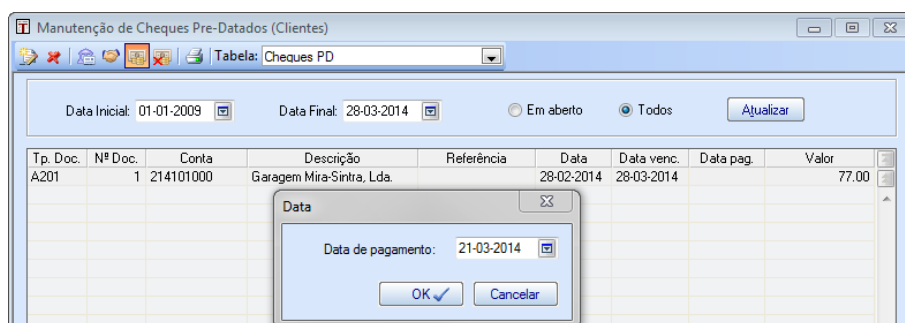 Manutenção de Cheques Pre-Datados (Clientes)
Tabela: Cheques PD
Data Inicial: 01-01-2009 Data Final: 28-03-2014 Em aberto Todos Atualizar
Tp. Doc. Nº Doc. Conta Descrição Referência Data Data venc. Data pag. Valor
A201 1 214101000 Garagem Mira-Sintra, Lda. 28-02-2014 28-03-2014 77.00
Data
Data de pagamento: 21-03-2014
OK Cancelar